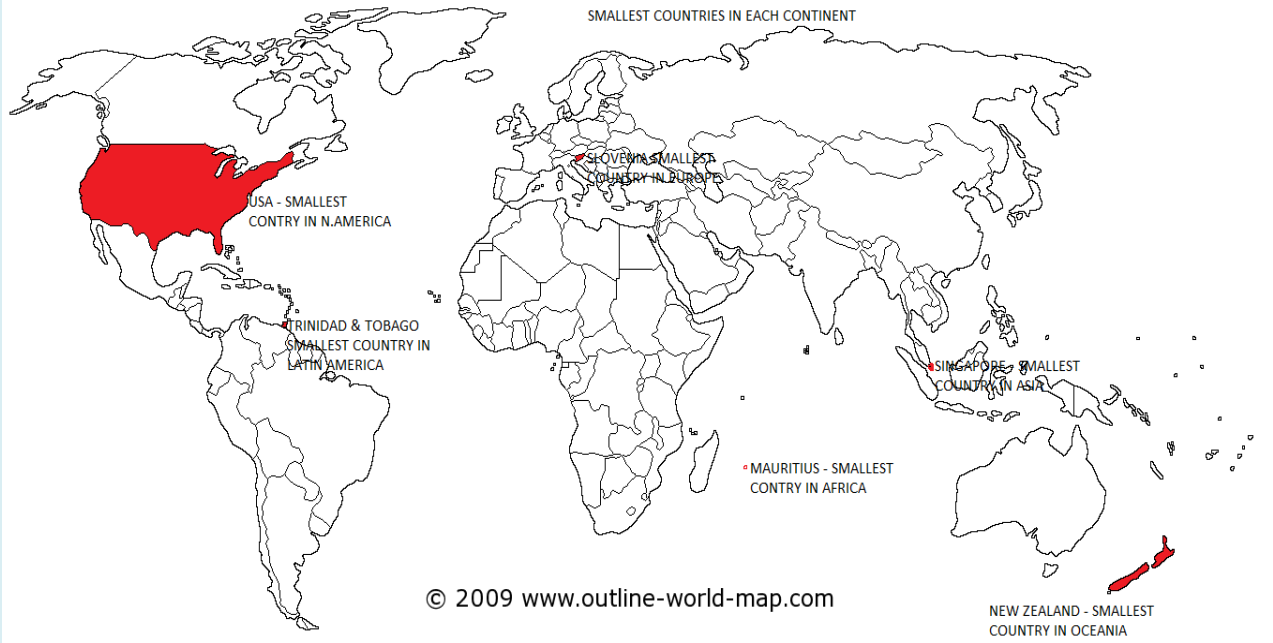 SMALLEST COUNTRIES IN EACH CONTINENT
SLOVENIA SMALLEST
COUNTRY IN EUROPE
USA - SMALLEST
CONTRY IN N.AMERICA
TRINIDAD & TOBAGO
SMALLEST COUNTRY IN
LATIN AMERICA
SINGAPORE - SMALLEST
COUNTRY IN ASIA
MAURITIUS - SMALLEST
CONTRY IN AFRICA
© 2009 www.outline-world-map.com
NEW ZEALAND - SMALLEST
COUNTRY IN OCEANIA